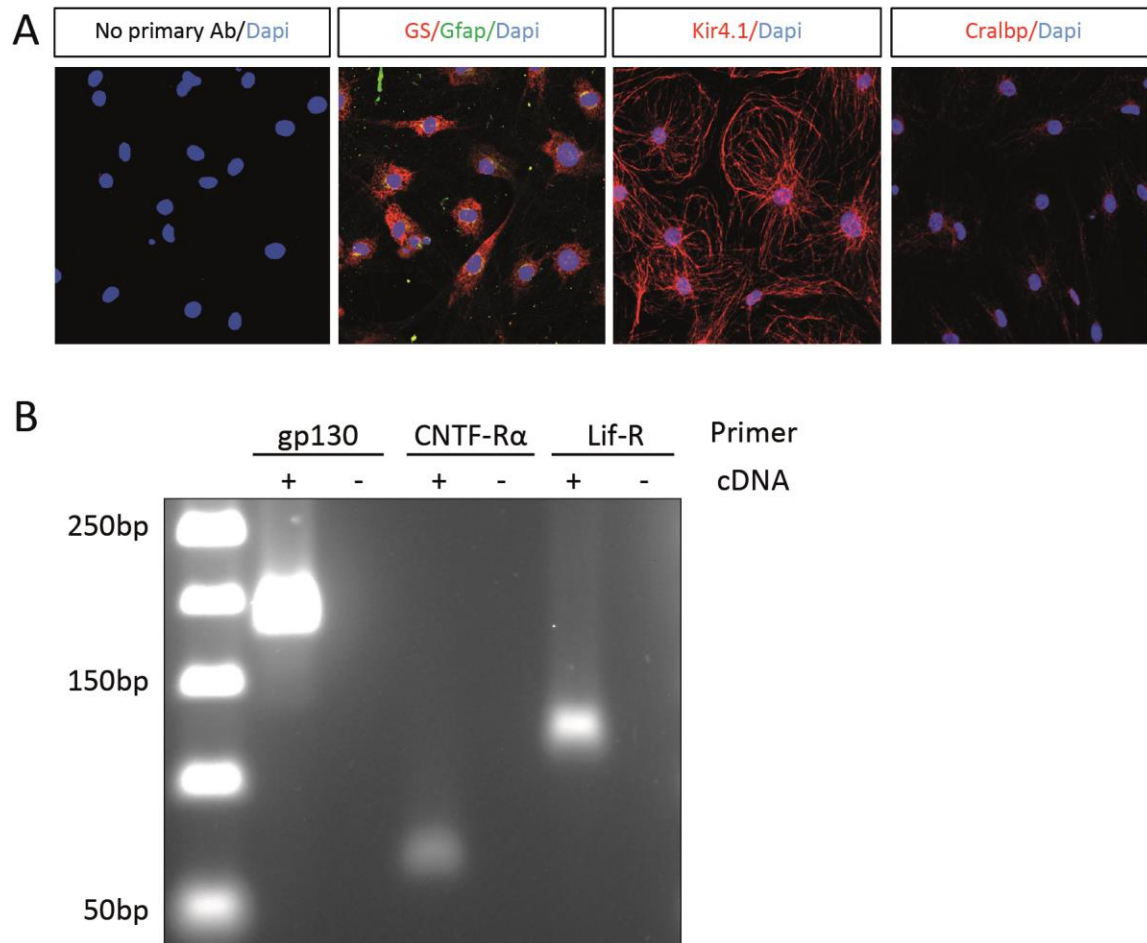 A
No primary Ab/Dapi
GS/Gfap/Dapi
Kir4.1/Dapi
Cralbp/Dapi
B
gp130 CNTF-Rα Lif-R Primer
+ - + - + - cDNA
250bp
150bp
50bp